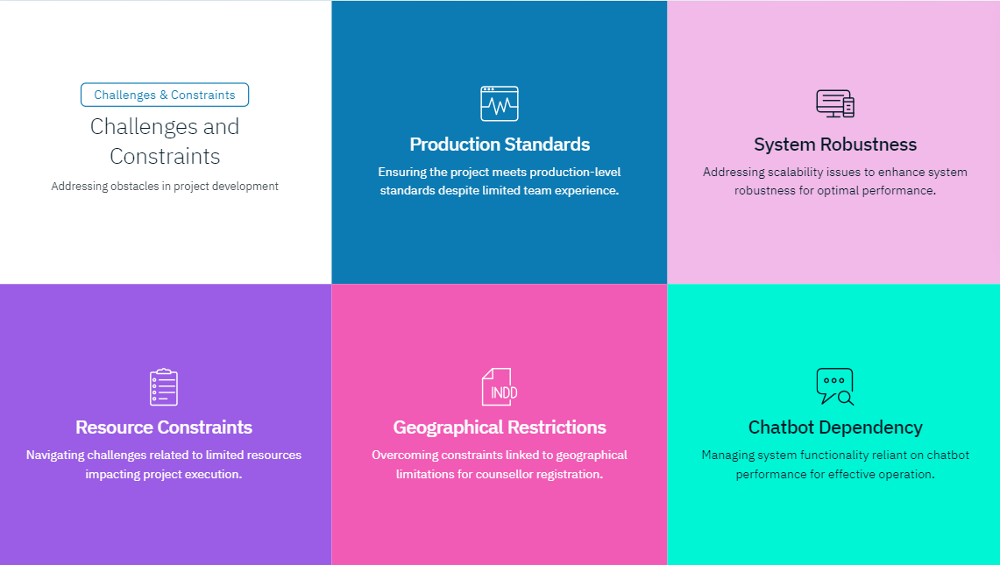 Challenges & Constraints
Challenges and
Constraints
Addressing obstacles in project development
Production Standards
Ensuring the project meets production-level
standards despite limited team experience.
System Robustness
Addressing scalability issues to enhance system
robustness for optimal performance.
Resource Constraints
Navigating challenges related to limited resources
impacting project execution.
INDD
Geographical Restrictions
Overcoming constraints linked to geographical
limitations for counsellor registration.
Chatbot Dependency
Managing system functionality reliant on chatbot
performance for effective operation.